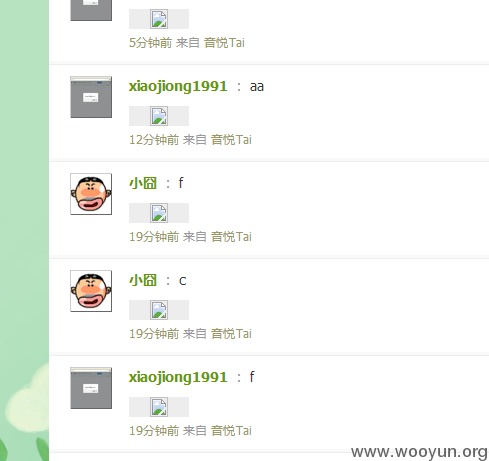 5分钟前 来自 音悦Tai
xiaojiong1991 : aa
12分钟前 来自 音悦Tai
小囧 : f
19分钟前 来自 音悦Tai
小囧 : c
19分钟前 来自 音悦Tai
xiaojiong1991 : f
19分钟前 来自 音悦Tai
www.wooyun.org